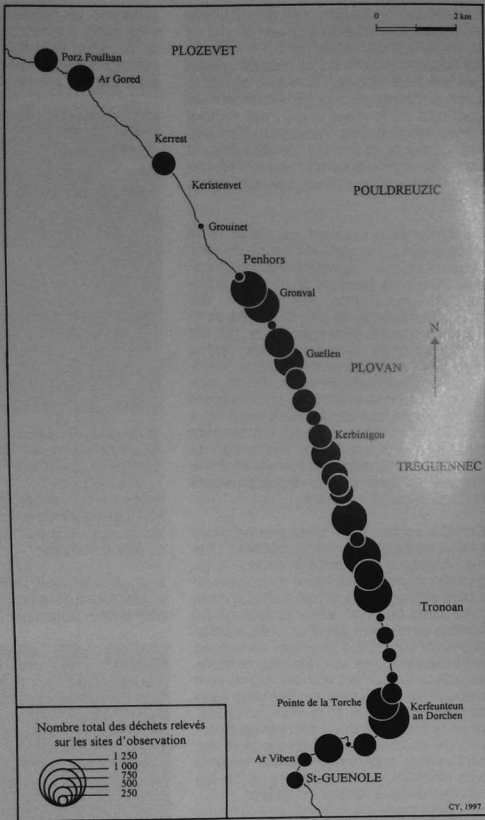 0 2 km
PLOZEVET
Porz Poulhan
Ar Gored
Kerrest
Keristenvet
POULDREUZIC
Grouinet
Penhors
Gronval
N
Guellen
PLOVAN
Kerbinigou
TREGUENNEC
Tronoan
Pointe de la Torche
Kerfeunteun
an Dorchen
Ar Viben
St-GUENOLE
Nombre total des déchets relevés
sur les sites d'observation
1 250
1 000
750
500
250
CY, 1997.